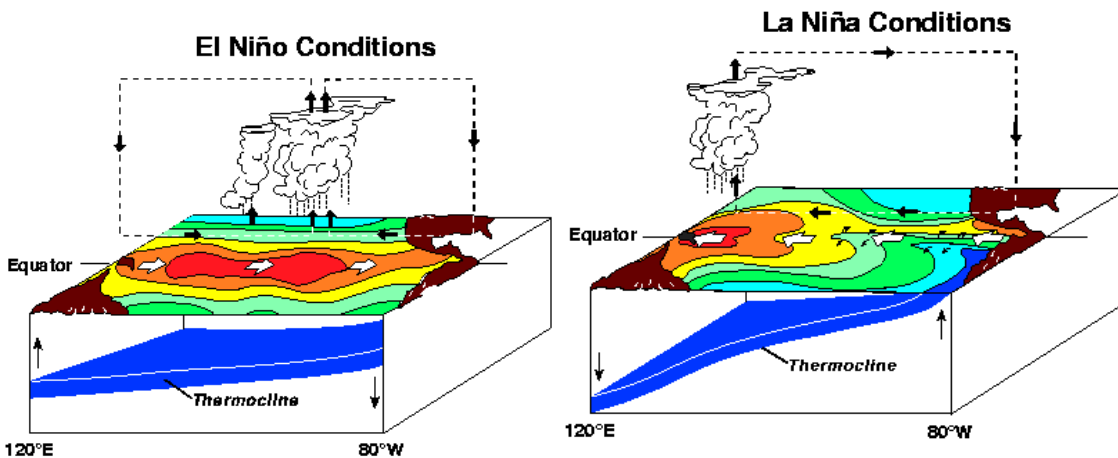 El Niño Conditions
Equator
Thermocline
120°E
80°W
La Niña Conditions
Equator
Thermocline
120°E
80°W